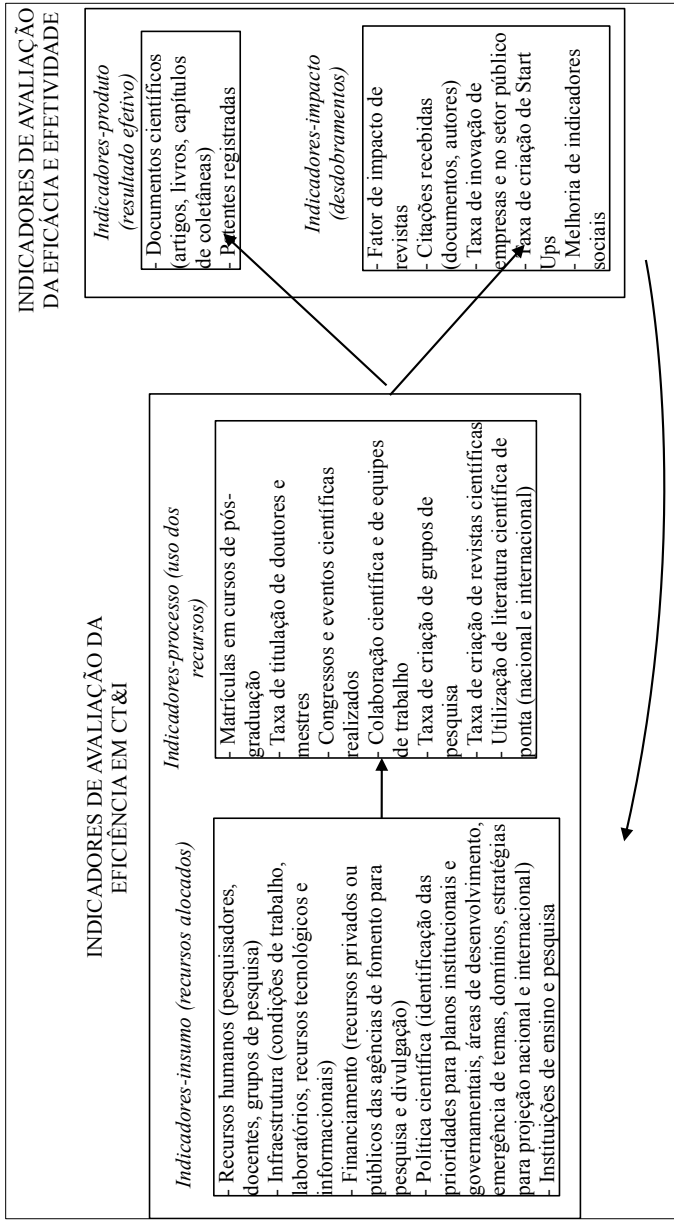 INDICADORES DE AVALIAÇÃO DA
EFICIÊNCIA EM CT&I
Indicadores-insumo (recursos alocados)
- Recursos humanos (pesquisadores,
docentes, grupos de pesquisa)
- Infraestrutura (condições de trabalho,
laboratórios, recursos tecnológicos e
informacionais)
- Financiamento (recursos privados ou
públicos das agências de fomento para
pesquisa e divulgação)
- Política científica (identificação das
prioridades para planos institucionais e
governamentais, áreas de desenvolvimento,
emergência de temas, domínios, estratégias
para projeção nacional e internacional)
- Instituições de ensino e pesquisa
Indicadores-processo (uso dos
recursos)
- Matrículas em cursos de pós-
graduação
- Taxa de titulação de doutores e
mestres
- Congressos e eventos científicas
realizados
- Colaboração científica e de equipes
de trabalho
- Taxa de criação de grupos de
pesquisa
- Taxa de criação de revistas científicas
- Utilização de literatura científica de
ponta (nacional e internacional)
INDICADORES DE AVALIAÇÃO
DA EFICÁCIA E EFETIVIDADE
Indicadores-produto
(resultado efetivo)
- Documentos científicos
(artigos, livros, capítulos
de coletâneas)
- Patentes registradas
Indicadores-impacto
(desdobramentos)
- Fator de impacto de
revistas
- Citações recebidas
(documentos, autores)
- Taxa de inovação de
empresas e no setor público
- Taxa de criação de Start
Ups
- Melhoria de indicadores
sociais